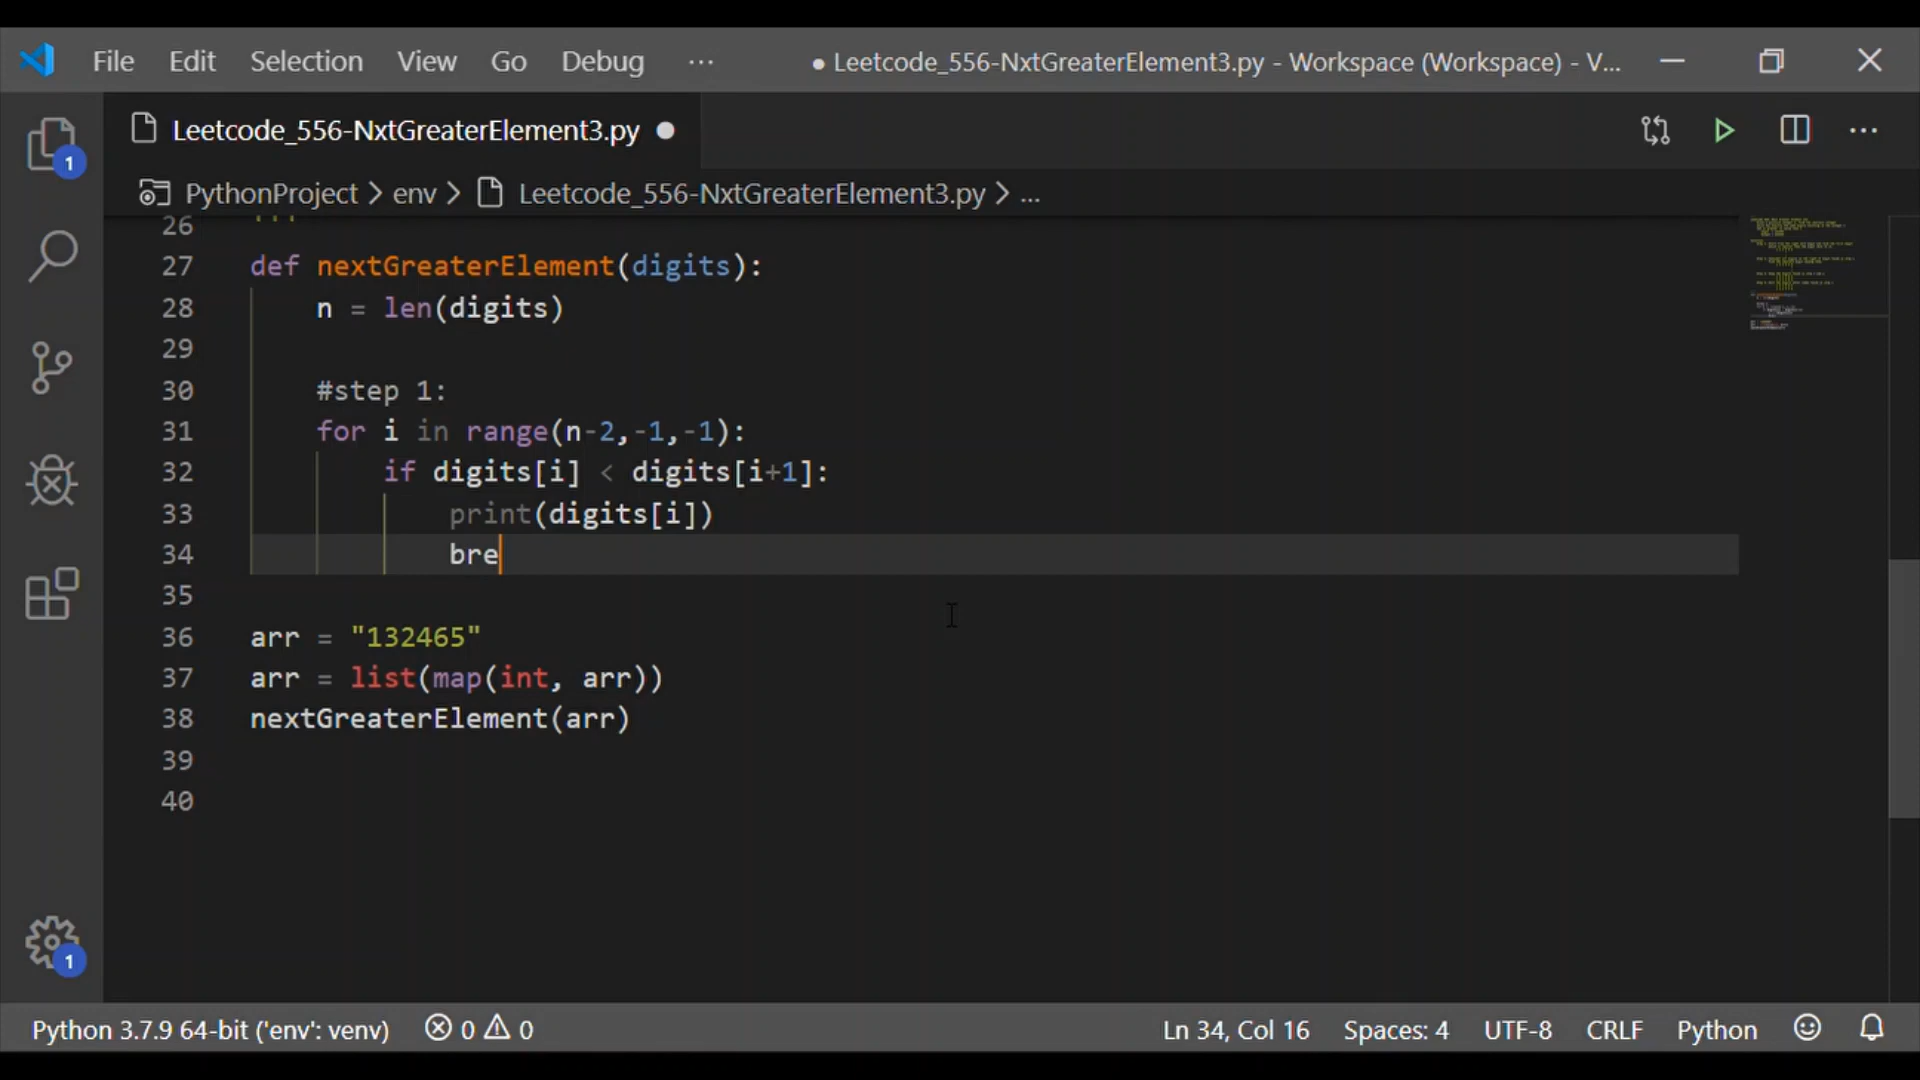 File Edit Selection View Go Debug ··· ● Leetcode_556-NxtGreaterElement3.py - Workspace (Workspace) - V...
Leetcode_556-NxtGreaterElement3.py ●
1
PythonProject > env > Leetcode_556-NxtGreaterElement3.py > ...
26 '''
27 def nextGreaterElement(digits):
28 n = len(digits)
29
30 #step 1:
31 for i in range(n-2,-1,-1):
32 if digits[i] < digits[i+1]:
33 print(digits[i])
34 bre
35
36 arr = "132465"
37 arr = list(map(int, arr))
38 nextGreaterElement(arr)
39
40
1
Python 3.7.9 64-bit ('env': venv) 0 0 Ln 34, Col 16 Spaces: 4 UTF-8 CRLF Python